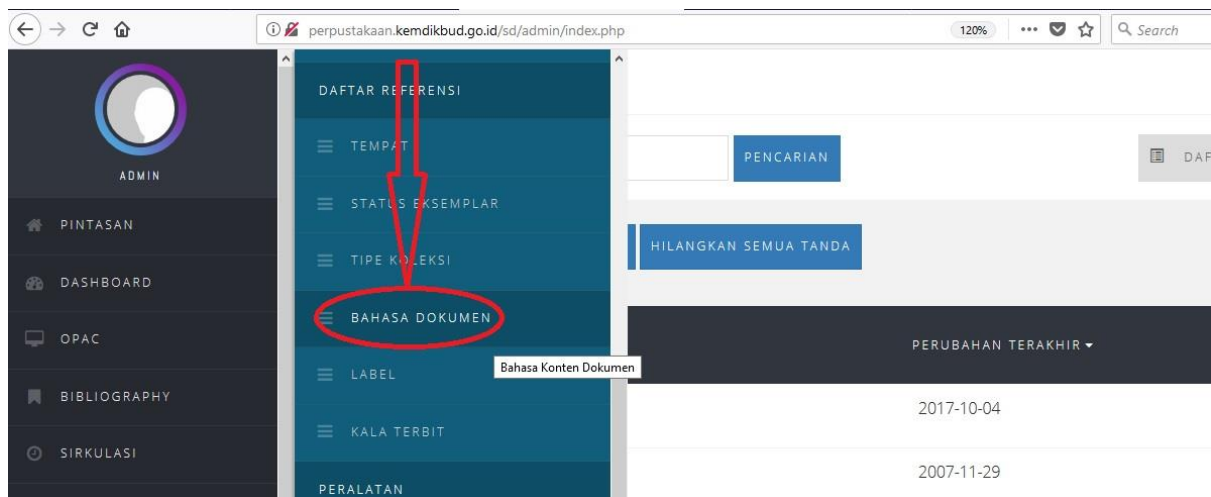 perpustakaan.kemdikbud.go.id/sd/admin/index.php
120%
Search
ADMIN
PINTASAN
DASHBOARD
OPAC
BIBLIOGRAPHY
SIRKULASI
DAFTAR REFERENSI
TEMPAT
STATUS EKSEMPLAR
TIPE KOLEKSI
BAHASA DOKUMEN
Bahasa Konten Dokumen
LABEL
KALA TERBIT
PERALATAN
PENCARIAN
DAF
HILANGKAN SEMUA TANDA
PERUBAHAN TERAKHIR
2017-10-04
2007-11-29